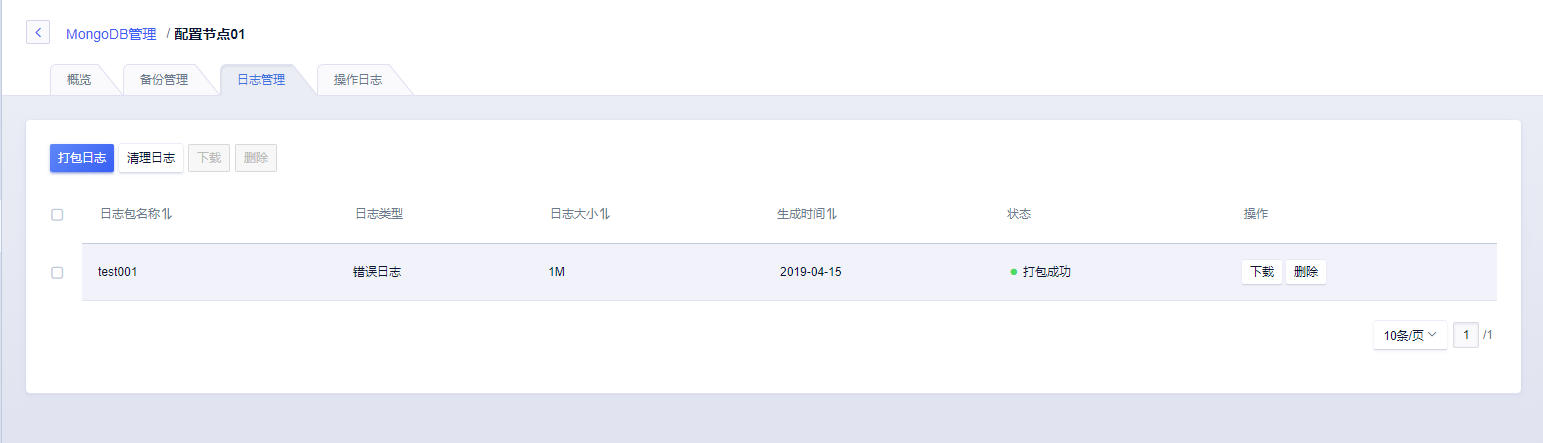 MongoDB管理 / 配置节点01
概览 备份管理 日志管理 操作日志
打包日志 清理日志 下载 删除
日志包名称 日志类型 日志大小 生成时间 状态 操作
test001 错误日志 1M 2019-04-15 打包成功 下载 删除
10条/页 1 /1